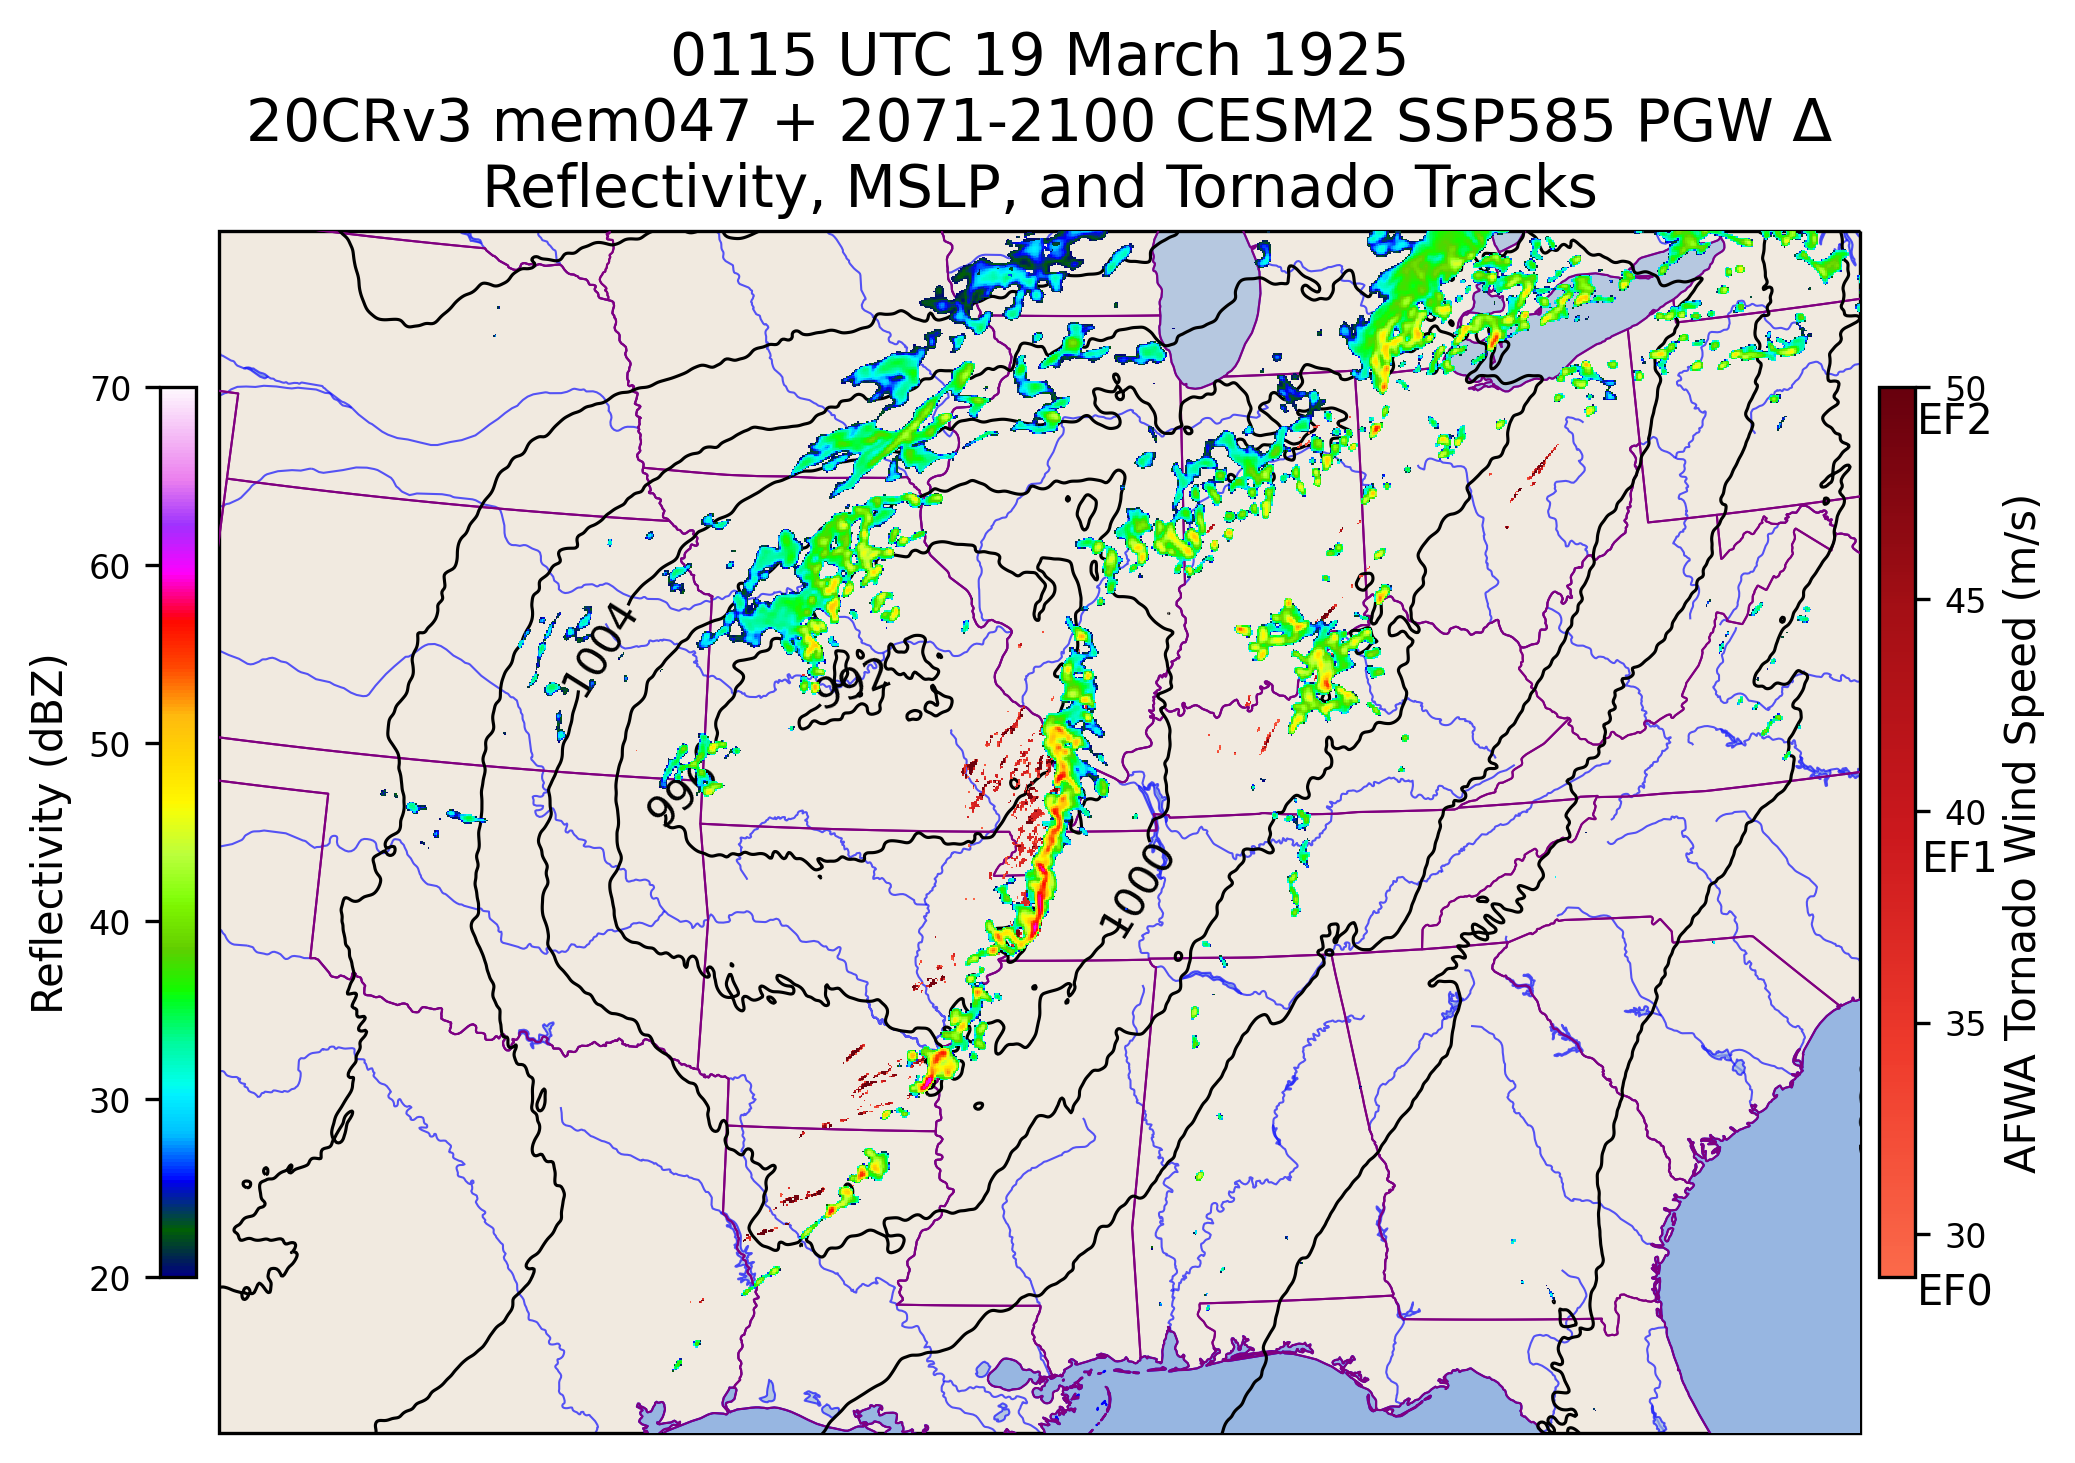 0115 UTC 19 March 1925
20CRv3 mem047 + 2071-2100 CESM2 SSP585 PGW Δ
Reflectivity, MSLP, and Tornado Tracks
70
60
50
40
30
20
Reflectivity (dBZ)
1004
992
996
1000
50
EF2
45
40
EF1
35
30
EF0
AFWA Tornado Wind Speed (m/s)